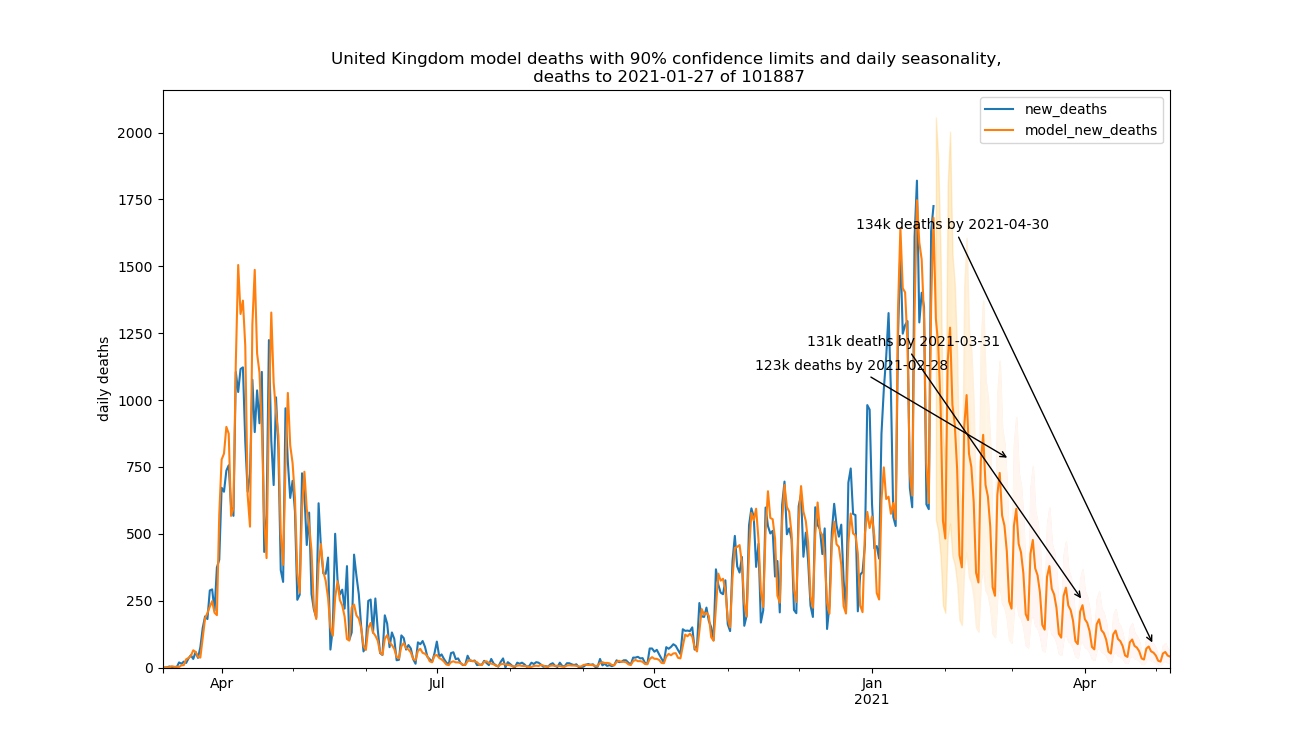 United Kingdom model deaths with 90% confidence limits and daily seasonality,
deaths to 2021-01-27 of 101887
new_deaths
model_new_deaths
daily deaths
2000
1750
1500
1250
1000
750
500
250
0
134k deaths by 2021-04-30
131k deaths by 2021-03-31
123k deaths by 2021-02-28
Apr
Jul
Oct
Jan
2021
Apr